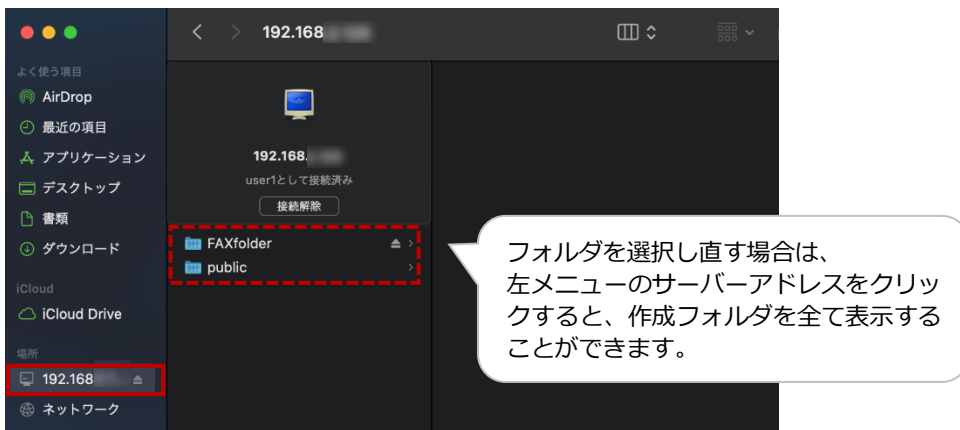 192.168
よく使う項目
AirDrop
最近の項目
アプリケーション
デスクトップ
書類
ダウンロード
iCloud
iCloud Drive
場所
192.168
ネットワーク
192.168.
user1として接続済み
接続解除
FAXfolder
public
フォルダを選択し直す場合は、
左メニューのサーバーアドレスをクリッ
クすると、作成フォルダを全て表示する
ことができます。